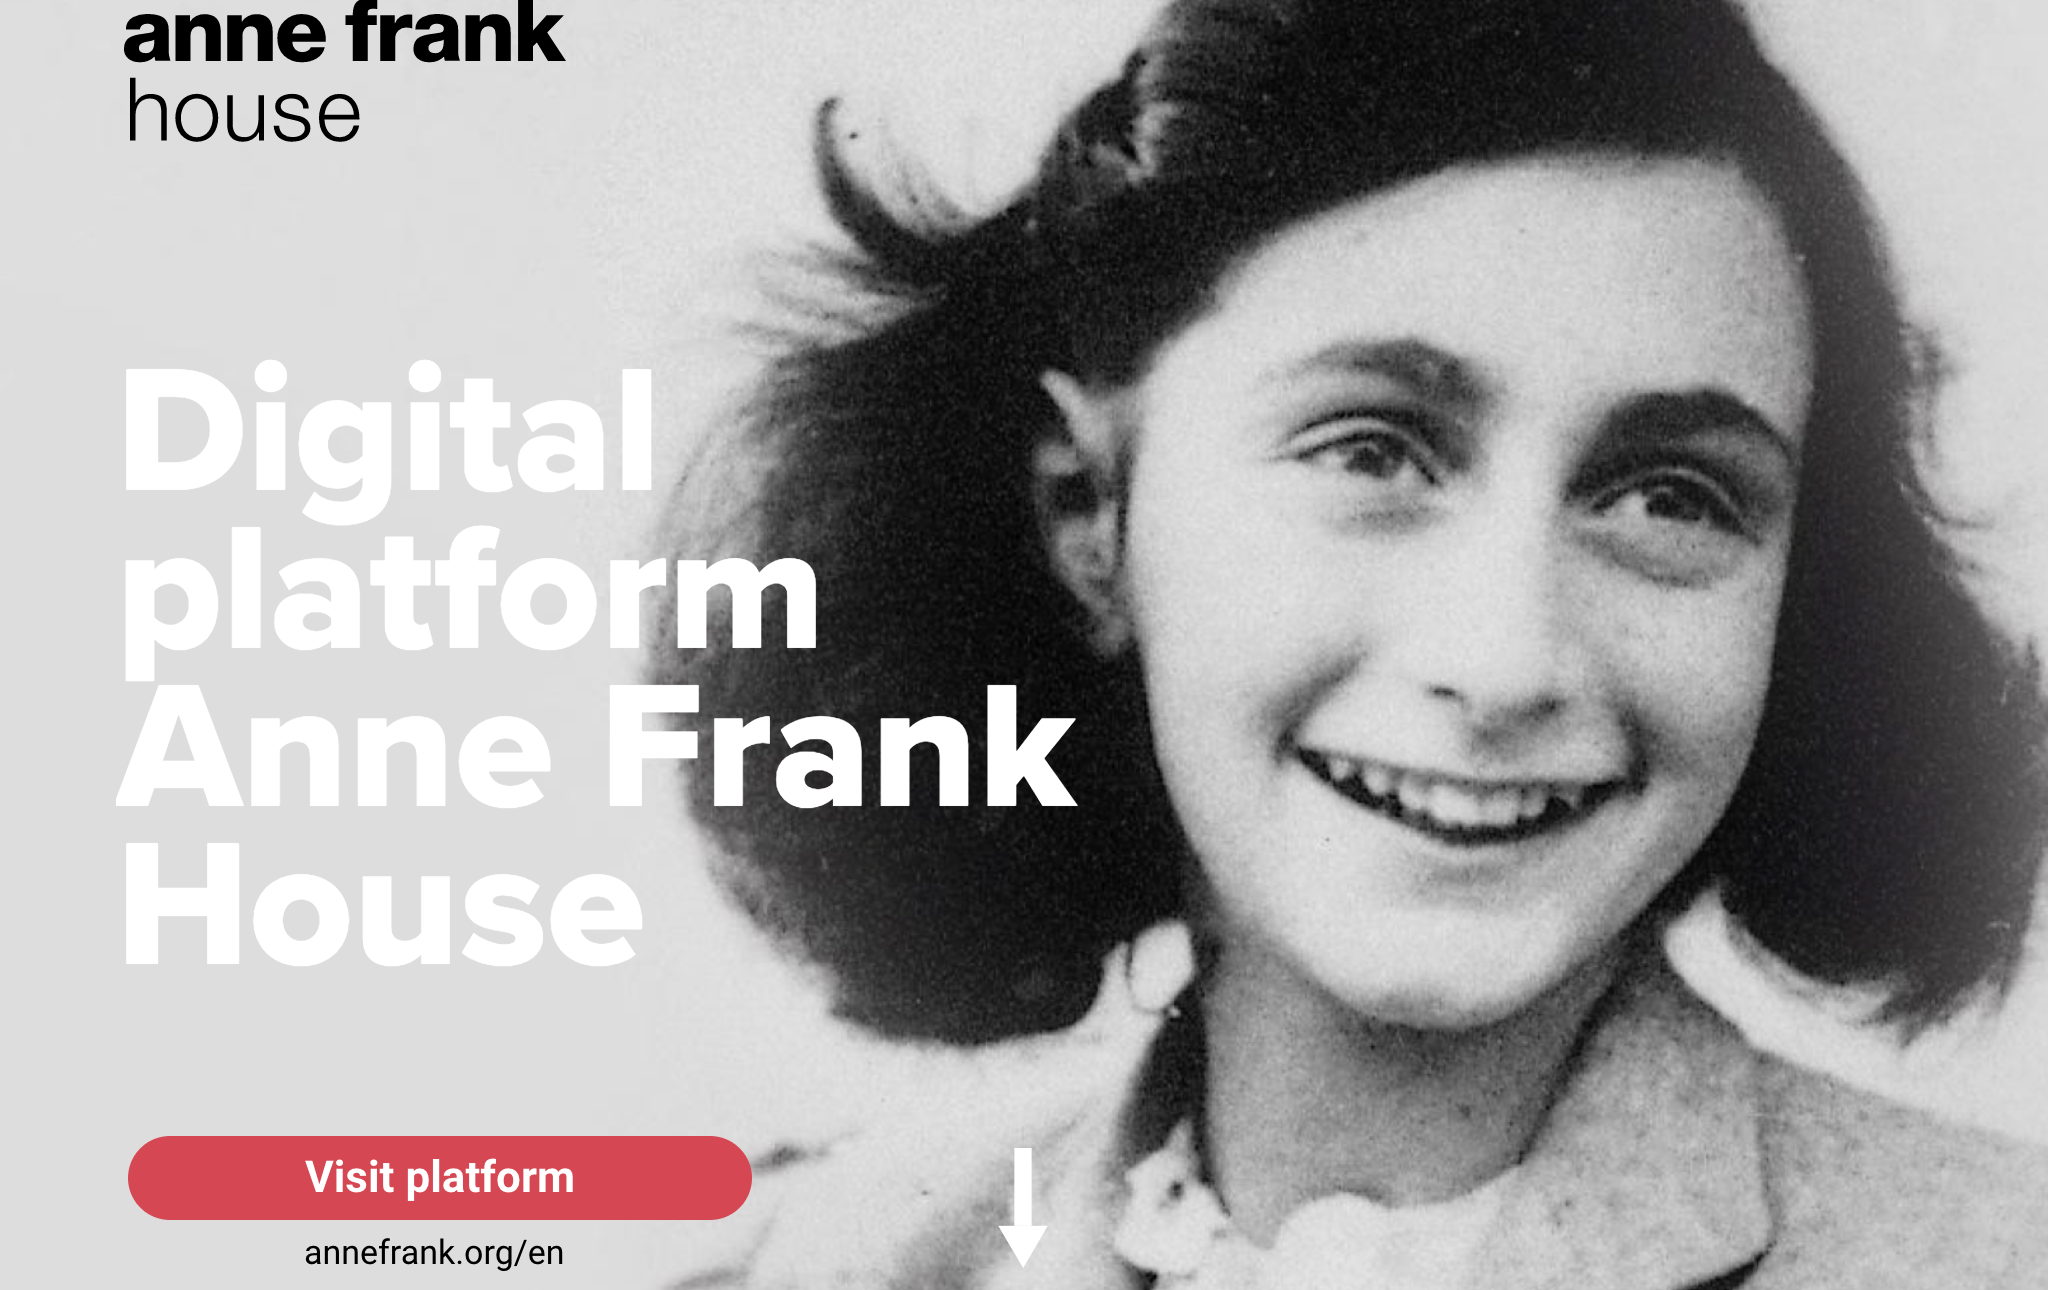 anne frank
house
Digital
platform
Anne Frank
House
Visit platform
annefrank.org/en